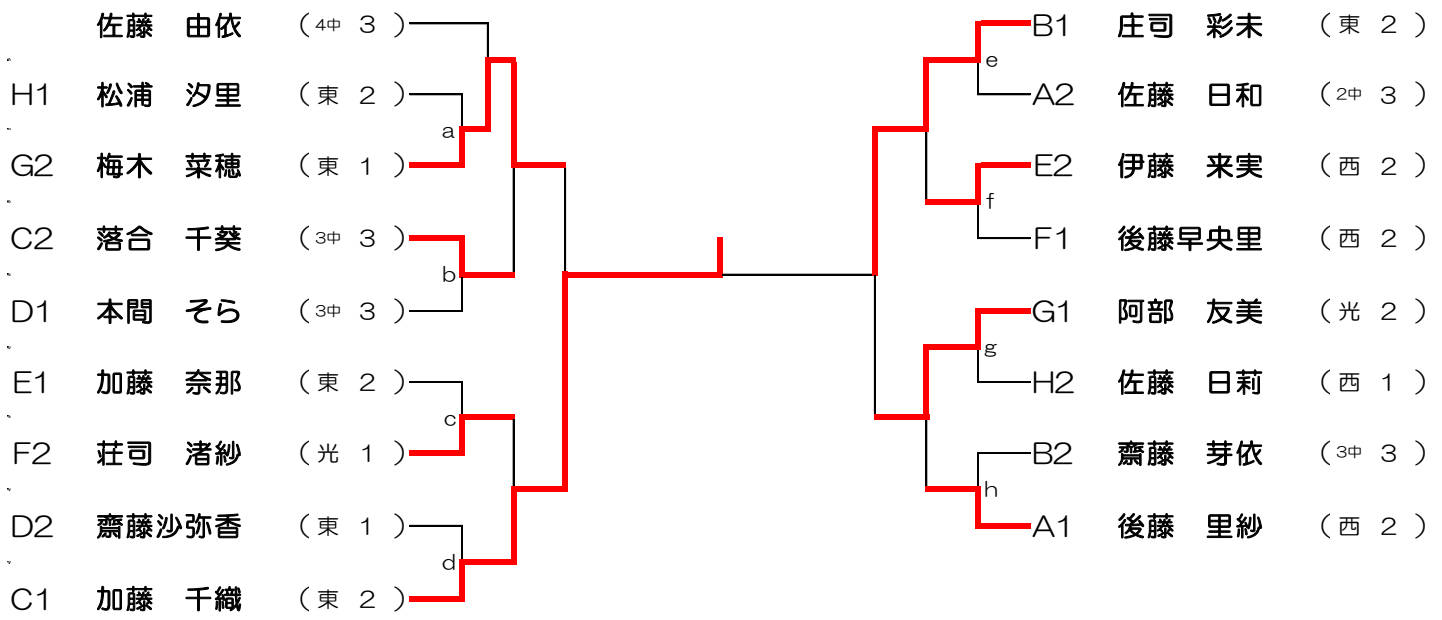 佐藤　由依 （4中 3 ）
H1 松浦　汐里 （東 2 ）
a
G2 梅木　菜穂 （東 1 ）
C2 落合　千葵 （3中 3 ）
b
D1 本間　そら （3中 3 ）
E1 加藤　奈那 （東 2 ）
c
F2 荘司　渚紗 （光 1 ）
D2 齋藤沙弥香 （東 1 ）
d
C1 加藤　千織 （東 2 ）
B1 庄司　彩未 （東 2 ）
e
A2 佐藤　日和 （2中 3 ）
E2 伊藤　来実 （西 2 ）
f
F1 後藤早央里 （西 2 ）
G1 阿部　友美 （光 2 ）
g
H2 佐藤　日莉 （西 1 ）
B2 齋藤　芽依 （3中 3 ）
h
A1 後藤　里紗 （西 2 ）